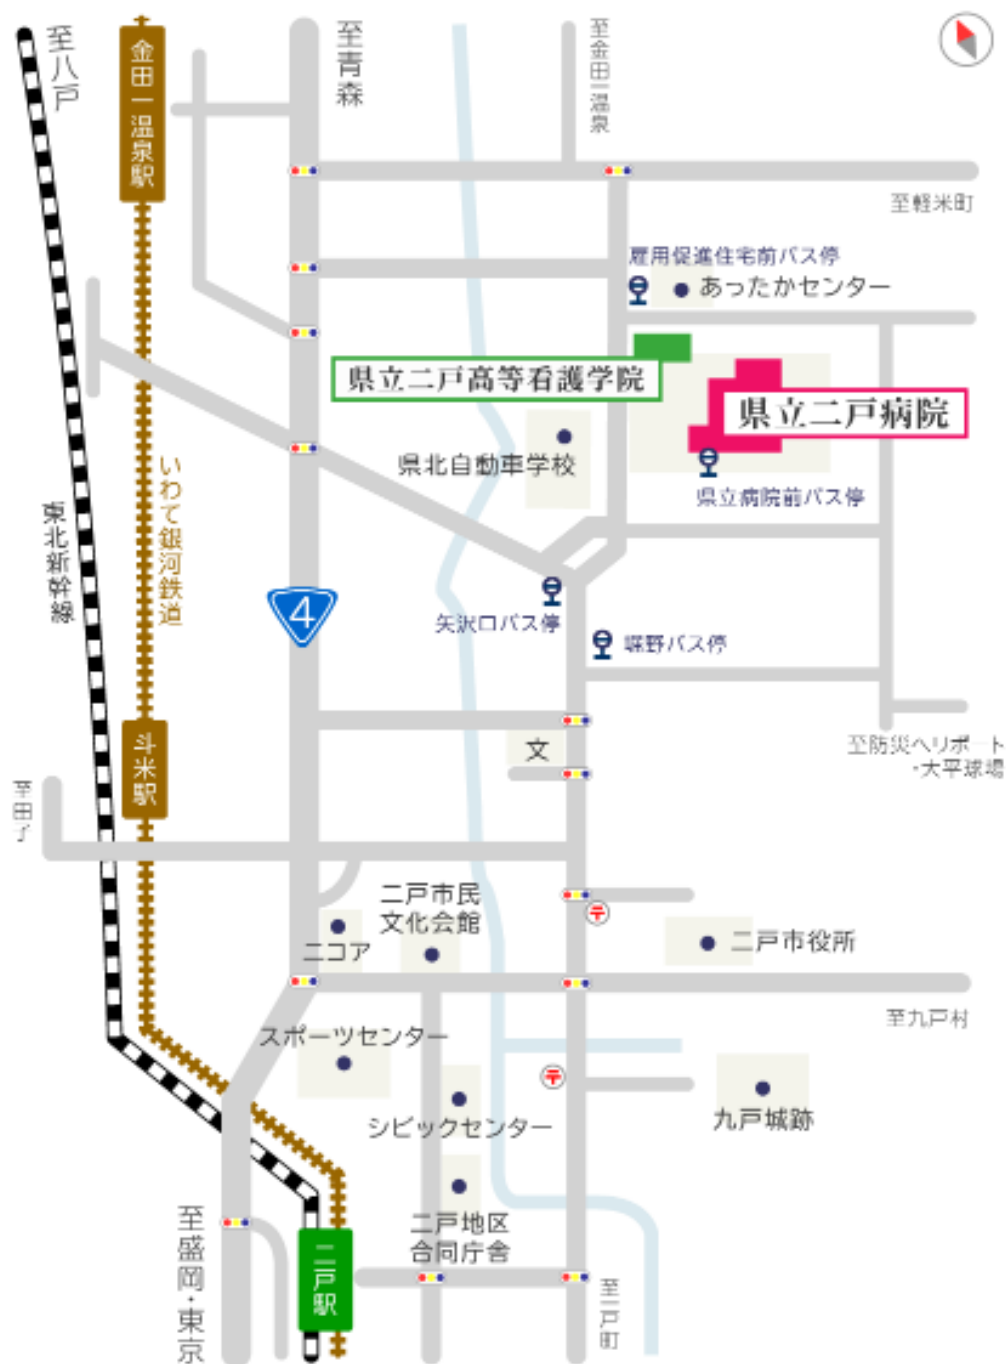 至八戸
金田一温泉駅
至青森
至金田一温泉
至軽米町
雇用促進住宅前バス停
あったかセンター
県立二戸高等看護学院
県立二戸病院
県北自動車学校
県立病院前バス停
いわて銀河鉄道
東北新幹線
4
矢沢口バス停
堀野バス停
斗米駅
文
至防災ヘリポート
・大平球場
至田子
二戸市民
文化会館
ニコア
〒
二戸市役所
至九戸村
スポーツセンター
〒
シビックセンター
九戸城跡
二戸地区
合同庁舎
至盛岡・東京
二戸駅
至一戸町